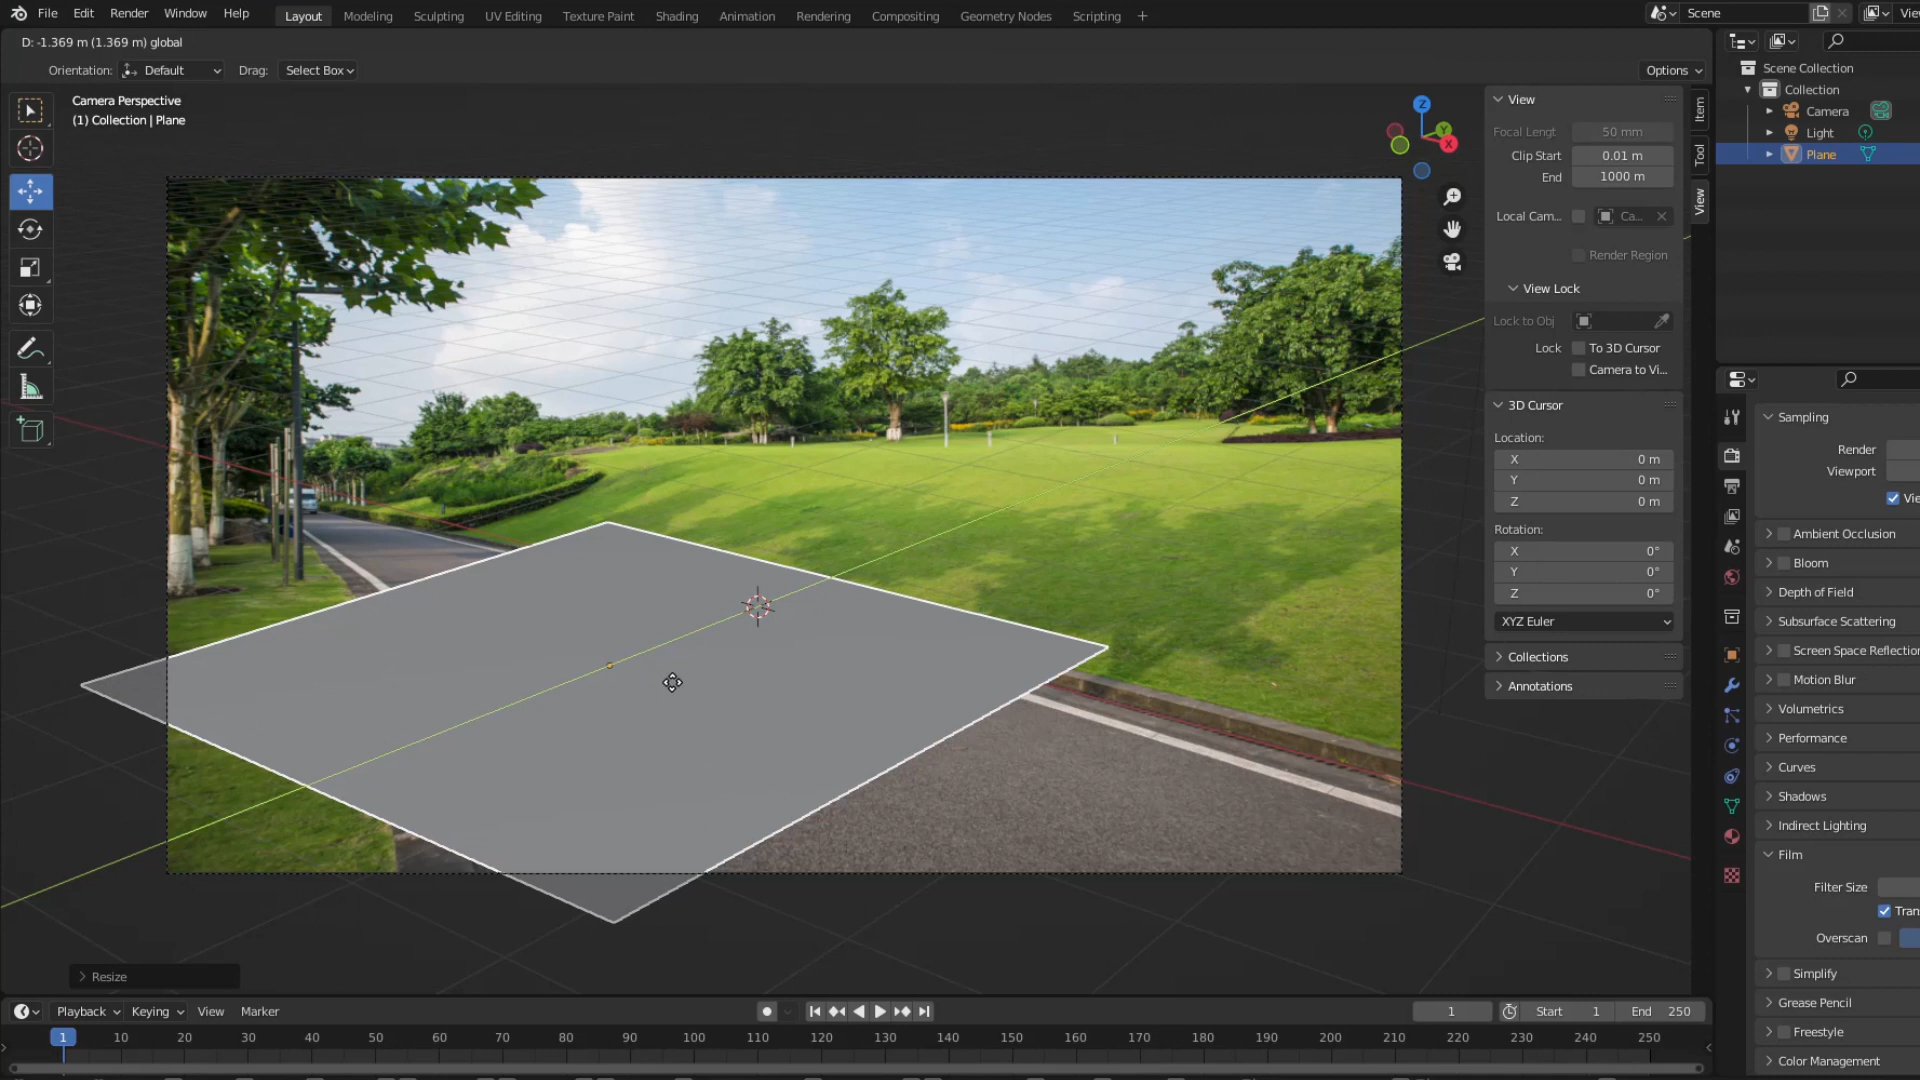 File Edit Render Window Help Layout Modeling Sculpting UV Editing Texture Paint Shading Animation Rendering Compositing Geometry Nodes Scripting + Scene
D: -1.369 m (1.369 m) global
Orientation: Default Drag: Select Box Options
Camera Perspective
(1) Collection | Plane
Z
Y
X
View
Focal Lengt 50 mm
Clip Start 0.01 m
End 1000 m
Local Cam... Ca...
Render Region
View Lock
Lock to Obj
Lock To 3D Cursor
Camera to Vi...
3D Cursor
Location:
X 0 m
Y 0 m
Z 0 m
Rotation:
X 0°
Y 0°
Z 0°
XYZ Euler
Collections
Annotations
Item
Tool
View
Scene Collection
Collection
Camera
Light
Plane
Sampling
Render
Viewport
Ambient Occlusion
Bloom
Depth of Field
Subsurface Scattering
Screen Space Reflection
Motion Blur
Volumetrics
Performance
Curves
Shadows
Indirect Lighting
Film
Filter Size
Tran
Overscan
Simplify
Grease Pencil
Freestyle
Color Management
Resize
Playback Keying View Marker 1 Start 1 End 250
1 10 20 30 40 50 60 70 80 90 100 110 120 130 140 150 160 170 180 190 200 210 220 230 240 250